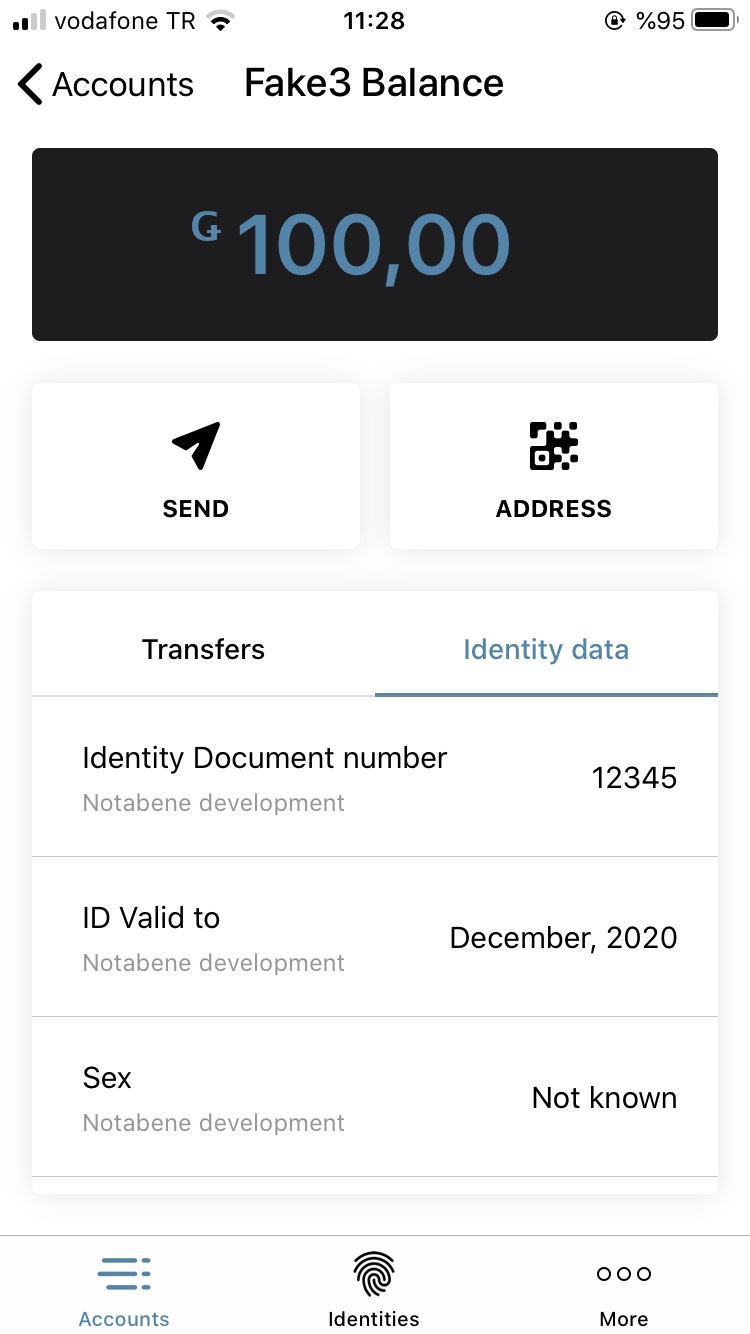 vodafone TR 11:28 %95
Accounts Fake3 Balance
Ǥ 100,00
SEND ADDRESS
Transfers Identity data
Identity Document number 12345
Notabene development
ID Valid to December, 2020
Notabene development
Sex Not known
Notabene development
Accounts Identities More